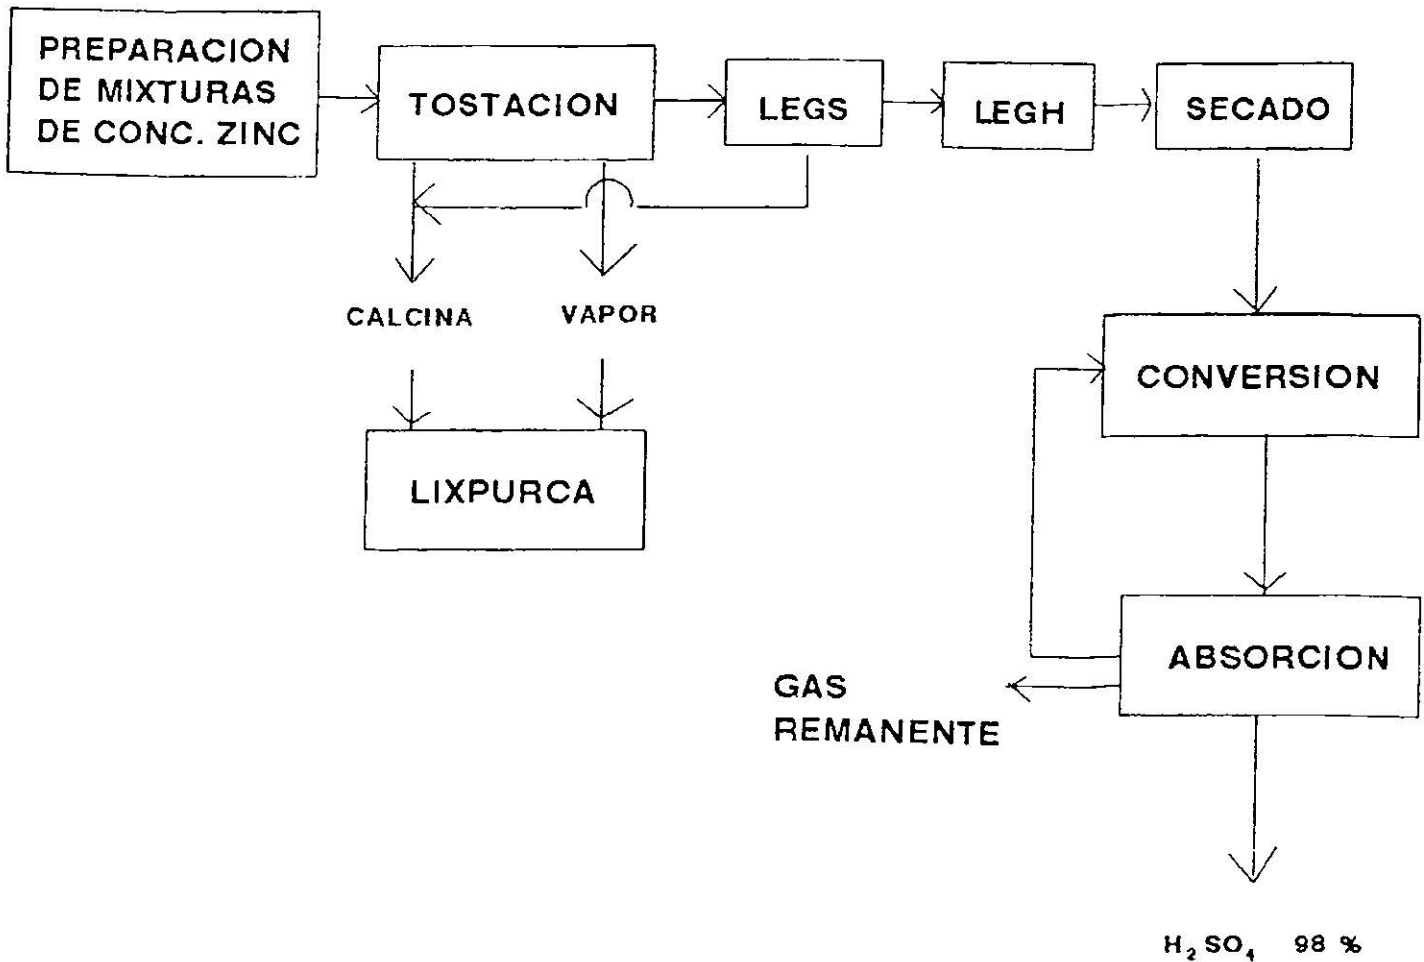 PREPARACION
DE MIXTURAS
DE CONC. ZINC
TOSTACION
LEGS
LEGH
SECADO
CALCINA
VAPOR
CONVERSION
LIXPURCA
ABSORCION
GAS
REMANENTE
H₂SO₄ 98 %